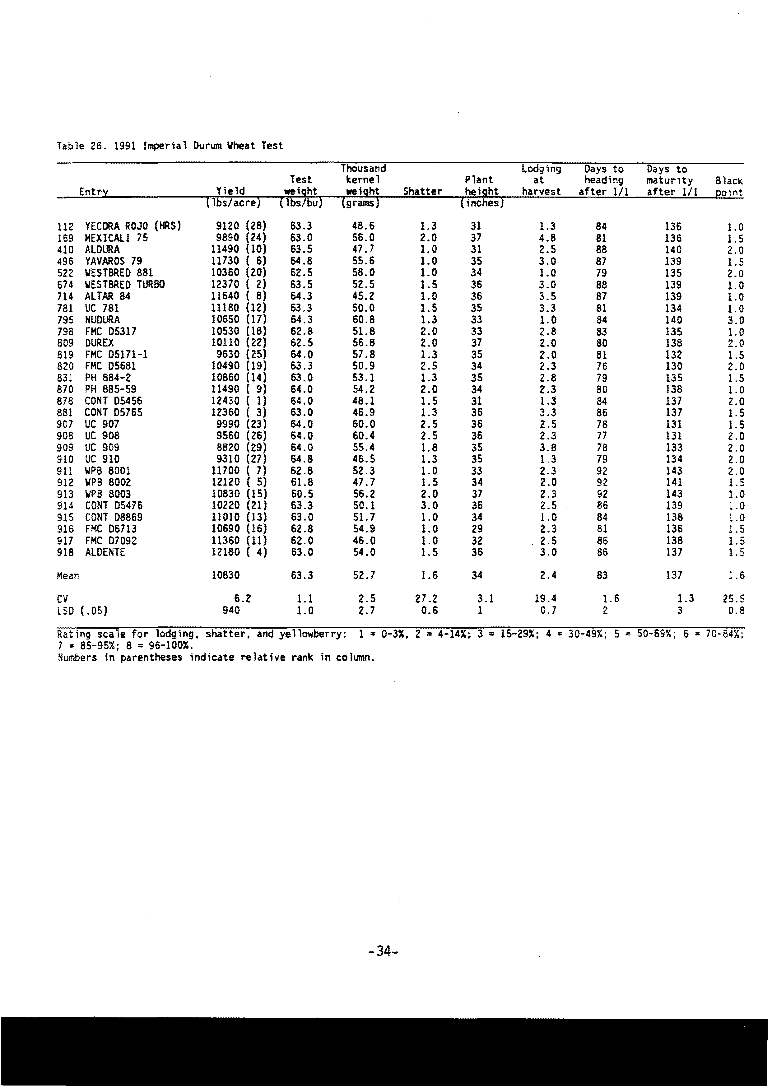 Table 26. 1991 Imperial Durum Wheat Test
Thousand Lodging Days to Days to
Test kernel Plant at heading maturity Black
Entry Yield weight weight Shatter height harvest after 1/1 after 1/1 point
(lbs/acre) (lbs/bu) (grams) (inches)
112 YECORA ROJO (HRS) 9120 (28) 63.3 48.6 1.3 31 1.3 84 136 1.0
169 MEXICALI 75 9890 (24) 63.0 56.0 2.0 37 4.8 81 136 1.5
410 ALDURA 11490 (10) 63.5 47.7 1.0 31 2.5 88 140 2.0
496 YAVAROS 79 11730 ( 6) 64.8 55.6 1.0 35 3.0 87 139 1.5
522 WESTBRED 881 10360 (20) 62.5 58.0 1.0 34 1.0 79 135 2.0
674 WESTBRED TURBO 12370 ( 2) 63.5 52.5 1.5 36 3.0 88 139 1.0
714 ALTAR 84 11640 ( 8) 64.3 45.2 1.0 36 3.5 87 139 1.0
781 UC 781 11180 (12) 63.3 50.0 1.5 35 3.3 81 134 1.0
795 NUDURA 10650 (17) 64.3 60.8 1.3 33 1.0 84 140 3.0
798 FMC D5317 10530 (18) 62.8 51.8 2.0 33 2.8 83 135 1.0
809 DUREX 10110 (22) 62.5 56.8 2.0 37 2.0 80 138 2.0
819 FMC D5171-1 9630 (25) 64.0 57.8 1.3 35 2.0 81 132 1.5
820 FMC D5681 10490 (19) 63.3 50.9 2.5 34 2.3 76 130 2.0
831 PH 884-2 10860 (14) 63.0 53.1 1.3 35 2.8 79 135 1.5
870 PH 885-59 11490 ( 9) 64.0 54.2 2.0 34 2.3 80 138 1.0
878 CONT D5456 12430 ( 1) 64.0 48.1 1.5 31 1.3 84 137 2.0
881 CONT D5765 12360 ( 3) 63.0 46.9 1.3 36 3.3 86 137 1.5
907 UC 907 9990 (23) 64.0 60.0 2.5 36 2.5 78 131 1.5
908 UC 908 9560 (26) 64.0 60.4 2.5 36 2.3 77 131 2.0
909 UC 909 8820 (29) 64.0 55.4 1.8 35 3.8 78 133 2.0
910 UC 910 9310 (27) 64.8 46.5 1.3 35 1.3 79 134 2.0
911 WPB 8001 11700 ( 7) 62.8 52.3 1.0 33 2.3 92 143 2.0
912 WPB 8002 12120 ( 5) 61.8 47.7 1.5 34 2.0 92 141 1.5
913 WPB 8003 10830 (15) 60.5 56.2 2.0 37 2.3 92 143 1.0
914 CONT D5476 10220 (21) 63.3 50.1 3.0 36 2.5 86 139 1.0
915 CONT D8869 11010 (13) 63.0 51.7 1.0 34 1.0 84 138 1.0
916 FMC D6713 10690 (16) 62.8 54.9 1.0 29 2.3 81 136 1.5
917 FMC D7092 11360 (11) 62.0 46.0 1.0 32 2.5 86 138 1.5
918 ALDENTE 12180 ( 4) 63.0 54.0 1.5 36 3.0 86 137 1.5
Mean 10830 63.3 52.7 1.6 34 2.4 83 137 1.6
CV 6.2 1.1 2.5 27.2 3.1 19.4 1.6 1.3 25.5
LSD (.05) 940 1.0 2.7 0.6 1 0.7 2 3 0.8
Rating scale for lodging, shatter, and yellowberry: 1 = 0-3%, 2 = 4-14%; 3 = 15-29%; 4 = 30-49%; 5 = 50-69%; 6 = 70-84%;
7 = 85-95%; 8 = 96-100%.
Numbers in parentheses indicate relative rank in column.
-34-